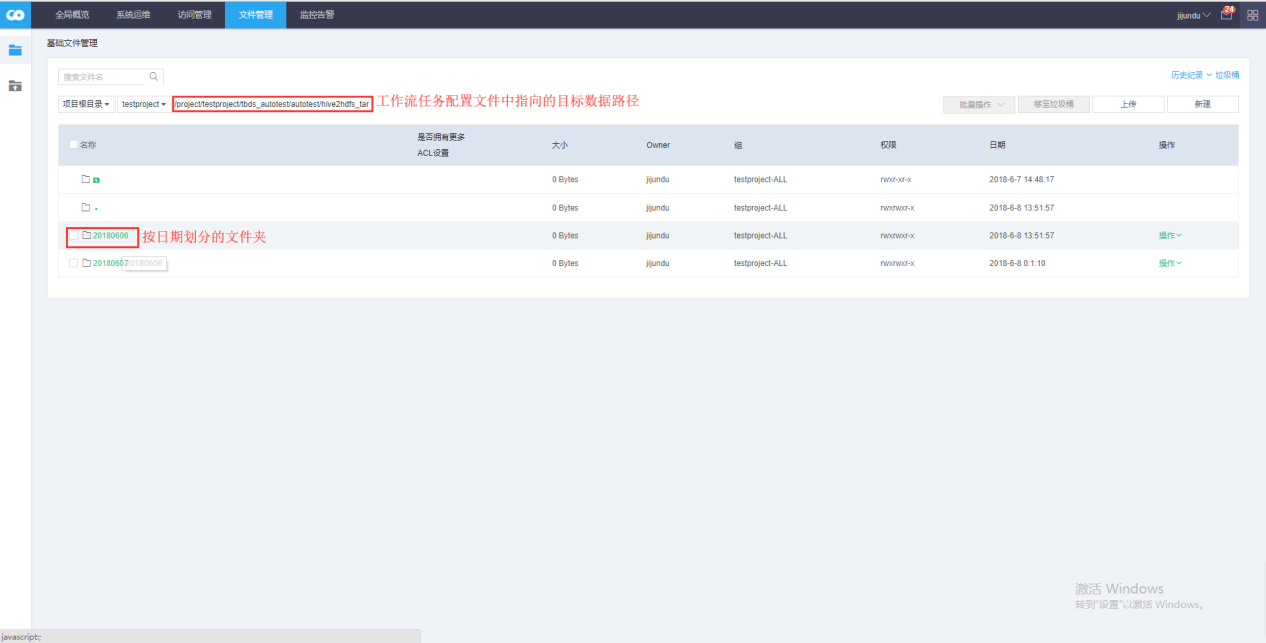 全局概览 系统运维 访问管理 文件管理 监控告警 jijundu 24
基础文件管理
搜索文件名 历史记录 垃圾桶
项目根目录 testproject /project/testproject/tbds_autotest/autotest/hive2hdfs_tar 工作流任务配置文件中指向的目标数据路径 批量操作 移至垃圾桶 上传 新建
名称 是否拥有更多 大小 Owner 组 权限 日期 操作
ACL设置
0 Bytes jijundu testproject-ALL rwxr-xr-x 2018-6-7 14:48:17
. 0 Bytes jijundu testproject-ALL rwxrwxr-x 2018-6-8 13:51:57
20180606 按日期划分的文件夹 0 Bytes jijundu testproject-ALL rwxrwxr-x 2018-6-8 13:51:57 操作
20180607 20180606 0 Bytes jijundu testproject-ALL rwxrwxr-x 2018-6-8 0:1:10 操作
激活 Windows
转到"设置"以激活 Windows。
javascript:;